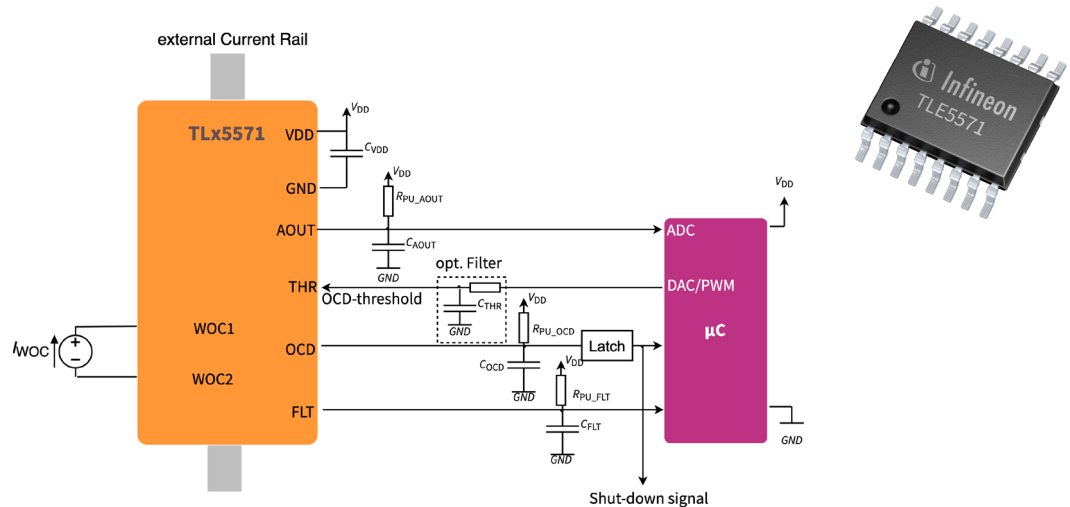 external Current Rail
TLx5571
VDD
VDD
CVDD
GND
VDD
RPU_AOUT
AOUT
CAOUT
GND
ADC
VDD
opt. Filter
THR
OCD-threshold
CTHR
GND
DAC/PWM
VDD
RPU_OCD
WOC1
OCD
Latch
µC
COCD
GND
VDD
IWOC
+
–
WOC2
RPU_FLT
FLT
CFLT
GND
GND
Shut-down signal
Infineon
TLE5571